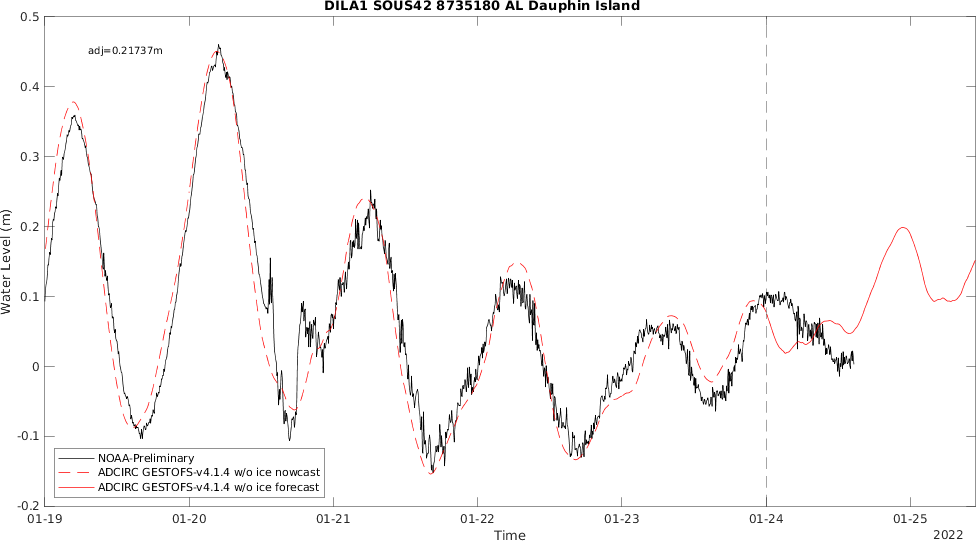 DILA1 SOUS42 8735180 AL Dauphin Island
0.5
adj=0.21737m
0.4
0.3
0.2
0.1
0
-0.1
-0.2
Water Level (m)
NOAA-Preliminary
ADCIRC GESTOFS-v4.1.4 w/o ice nowcast
ADCIRC GESTOFS-v4.1.4 w/o ice forecast
01-19 01-20 01-21 01-22 01-23 01-24 01-25
Time
2022